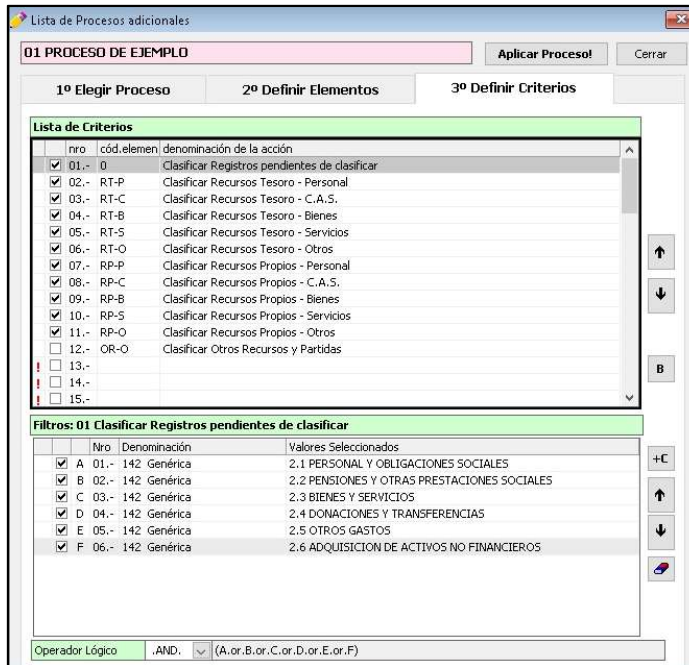 Lista de Procesos adicionales
01 PROCESO DE EJEMPLO
Aplicar Proceso!
Cerrar
1º Elegir Proceso
2º Definir Elementos
3º Definir Criterios
Lista de Criterios
nro cód.elemen denominación de la acción
01.- 0 Clasificar Registros pendientes de clasificar
02.- RT-P Clasificar Recursos Tesoro - Personal
03.- RT-C Clasificar Recursos Tesoro - C.A.S.
04.- RT-B Clasificar Recursos Tesoro - Bienes
05.- RT-S Clasificar Recursos Tesoro - Servicios
06.- RT-O Clasificar Recursos Tesoro - Otros
07.- RP-P Clasificar Recursos Propios - Personal
08.- RP-C Clasificar Recursos Propios - C.A.S.
09.- RP-B Clasificar Recursos Propios - Bienes
10.- RP-S Clasificar Recursos Propios - Servicios
11.- RP-O Clasificar Recursos Propios - Otros
12.- OR-O Clasificar Otros Recursos y Partidas
! 13.-
! 14.-
! 15.-
B
Filtros: 01 Clasificar Registros pendientes de clasificar
Nro Denominación Valores Seleccionados
A 01.- 142 Genérica 2.1 PERSONAL Y OBLIGACIONES SOCIALES
B 02.- 142 Genérica 2.2 PENSIONES Y OTRAS PRESTACIONES SOCIALES
C 03.- 142 Genérica 2.3 BIENES Y SERVICIOS
D 04.- 142 Genérica 2.4 DONACIONES Y TRANSFERENCIAS
E 05.- 142 Genérica 2.5 OTROS GASTOS
F 06.- 142 Genérica 2.6 ADQUISICION DE ACTIVOS NO FINANCIEROS
+C
Operador Lógico .AND. (A.or.B.or.C.or.D.or.E.or.F)